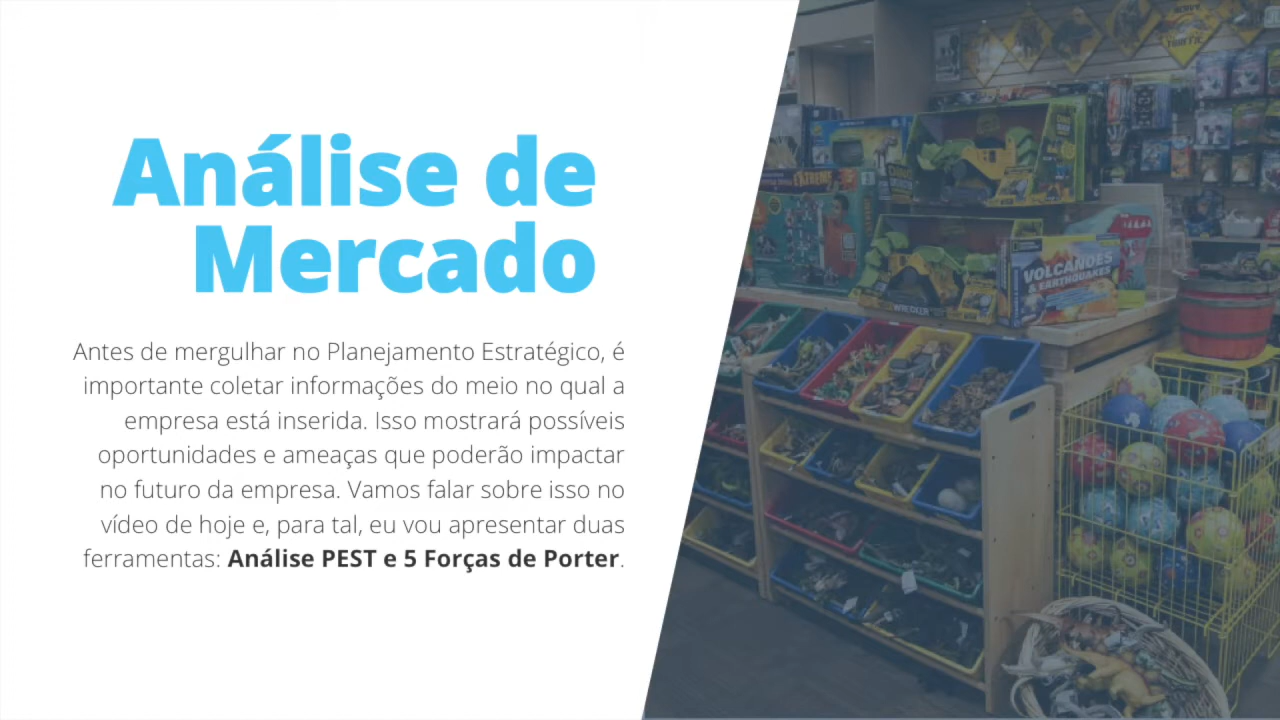 Análise de
Mercado
Antes de mergulhar no Planejamento Estratégico, é
importante coletar informações do meio no qual a
empresa está inserida. Isso mostrará possíveis
oportunidades e ameaças que poderão impactar
no futuro da empresa. Vamos falar sobre isso no
vídeo de hoje e, para tal, eu vou apresentar duas
ferramentas: Análise PEST e 5 Forças de Porter.
EXTREME
VOLCANOES
& EARTHQUAKES
WRECKER